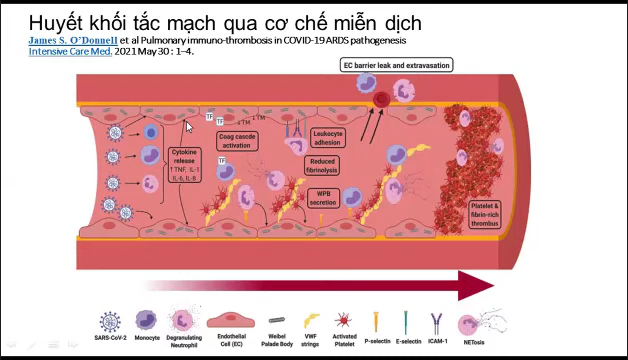 Huyết khối tắc mạch qua cơ chế miễn dịch
James S. O’Donnell et al Pulmonary immuno-thrombosis in COVID-19 ARDS pathogenesis
Intensive Care Med. 2021 May 30 : 1–4.
EC barrier leak and extravasation
TF
TF
↓TM
↓TM
Coag cascade
activation
Leukocyte
adhesion
Cytokine
release
↑ TNF, IL-1
IL-6, IL-8
TF
Reduced
fibrinolysis
WPB
secretion
Platelet &
fibrin-rich
thrombus
SARS-CoV-2
Monocyte
Degranulating
Neutrophil
Endothelial
Cell (EC)
Weibel
Palade Body
VWF
strings
Activated
Platelet
P-selectin
E-selectin
ICAM-1
NETosis